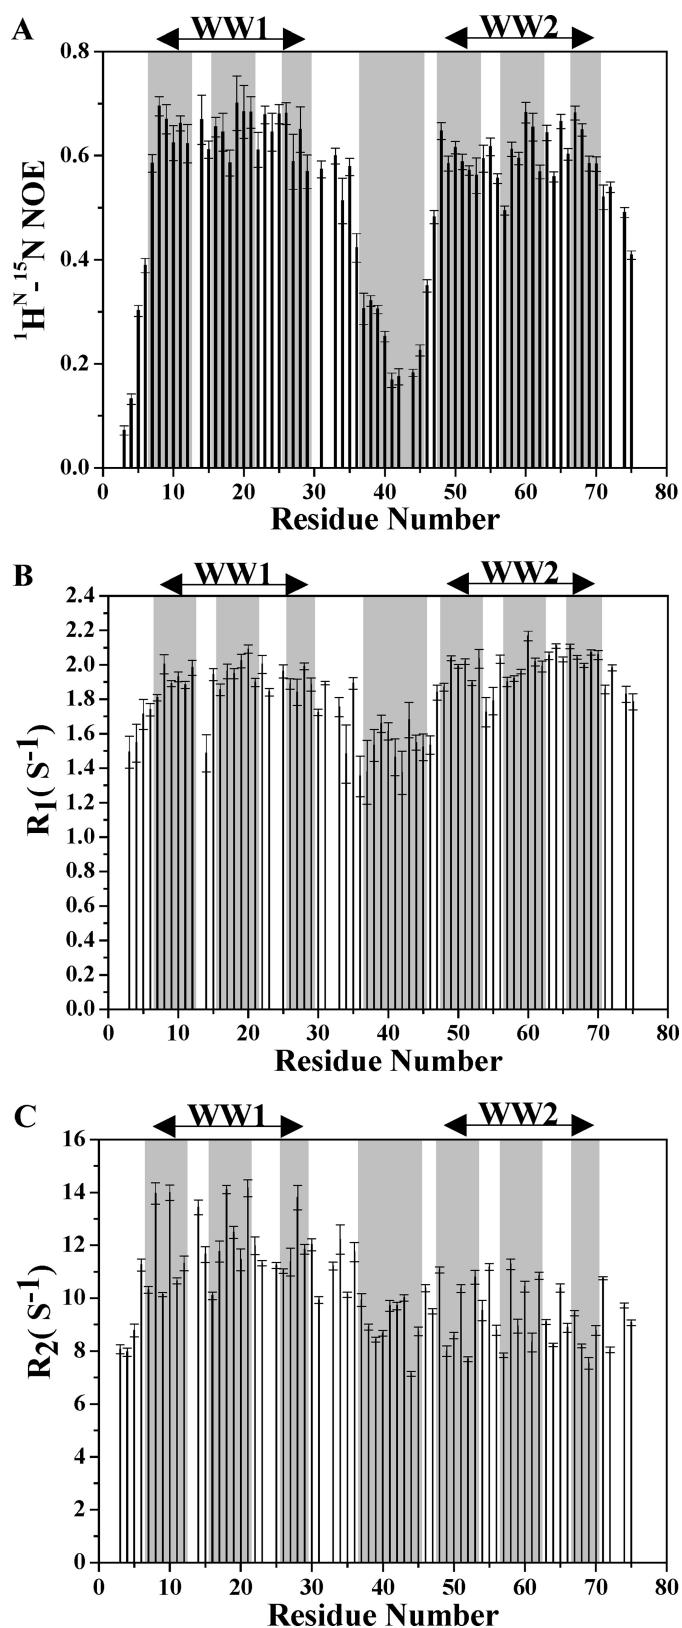 A
WW1 WW2
0.8
0.6
0.4
0.2
0.0
¹Hᴺ-¹⁵N NOE
0 10 20 30 40 50 60 70 80
Residue Number
B
WW1 WW2
2.4
2.2
2.0
1.8
1.6
1.4
1.2
1.0
0.8
0.6
0.4
0.2
0.0
R₁( S⁻¹)
0 10 20 30 40 50 60 70 80
Residue Number
C
WW1 WW2
16
14
12
10
8
6
4
2
0
R₂( S⁻¹)
0 10 20 30 40 50 60 70 80
Residue Number